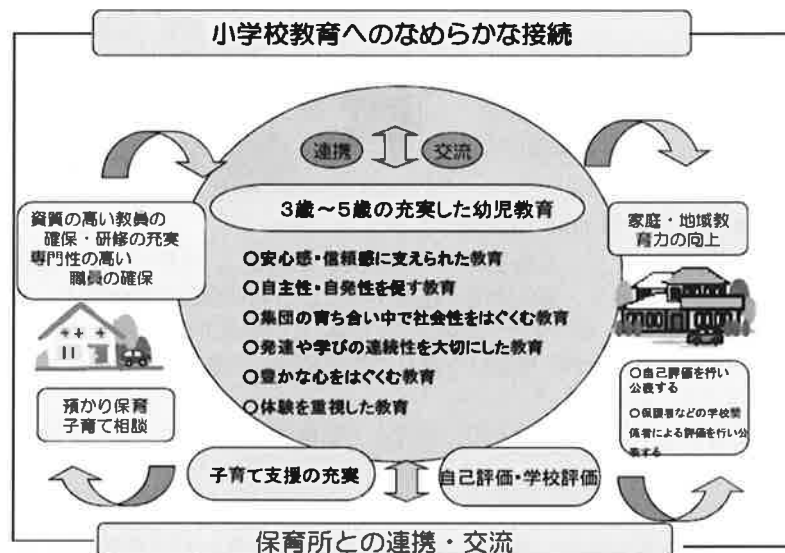 小学校教育へのなめらかな接続
連携
交流
3歳～5歳の充実した幼児教育
資質の高い教員の
確保・研修の充実
専門性の高い
職員の確保
○安心感・信頼感に支えられた教育
○自主性・自発性を促す教育
○集団の育ち合い中で社会性をはぐくむ教育
○発達や学びの連続性を大切にした教育
○豊かな心をはぐくむ教育
○体験を重視した教育
家庭・地域教
育力の向上
預かり保育
子育て相談
○自己評価を行い
公表する
○保護者などの学校関
係者による評価を行い公
表する
子育て支援の充実
自己評価・学校評価
保育所との連携・交流